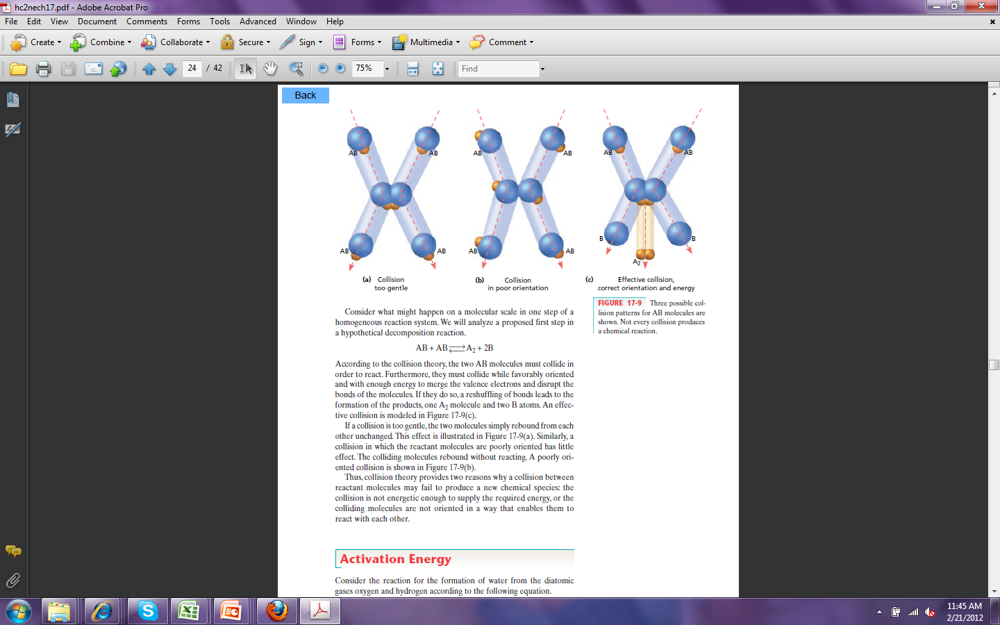 hc2nech17.pdf - Adobe Acrobat Pro
File Edit View Document Comments Forms Tools Advanced Window Help
Create Combine Collaborate Secure Sign Forms Multimedia Comment
24 / 42 75% Find
Back
AB AB AB AB AB AB
B B
AB AB AB AB
A2
(a) Collision
too gentle
(b) Collision
in poor orientation
(c) Effective collision,
correct orientation and energy
FIGURE 17-9 Three possible col-
lision patterns for AB molecules are
shown. Not every collision produces
a chemical reaction.
Consider what might happen on a molecular scale in one step of a
homogeneous reaction system. We will analyze a proposed first step in
a hypothetical decomposition reaction.
AB + AB ⇌ A2 + 2B
According to the collision theory, the two AB molecules must collide in
order to react. Furthermore, they must collide while favorably oriented
and with enough energy to merge the valence electrons and disrupt the
bonds of the molecules. If they do so, a reshuffling of bonds leads to the
formation of the products, one A2 molecule and two B atoms. An effec-
tive collision is modeled in Figure 17-9(c).
If a collision is too gentle, the two molecules simply rebound from each
other unchanged. This effect is illustrated in Figure 17-9(a). Similarly, a
collision in which the reactant molecules are poorly oriented has little
effect. The colliding molecules rebound without reacting. A poorly ori-
ented collision is shown in Figure 17-9(b).
Thus, collision theory provides two reasons why a collision between
reactant molecules may fail to produce a new chemical species: the
collision is not energetic enough to supply the required energy, or the
colliding molecules are not oriented in a way that enables them to
react with each other.
Activation Energy
Consider the reaction for the formation of water from the diatomic
gases oxygen and hydrogen according to the following equation.
11:45 AM
2/21/2012